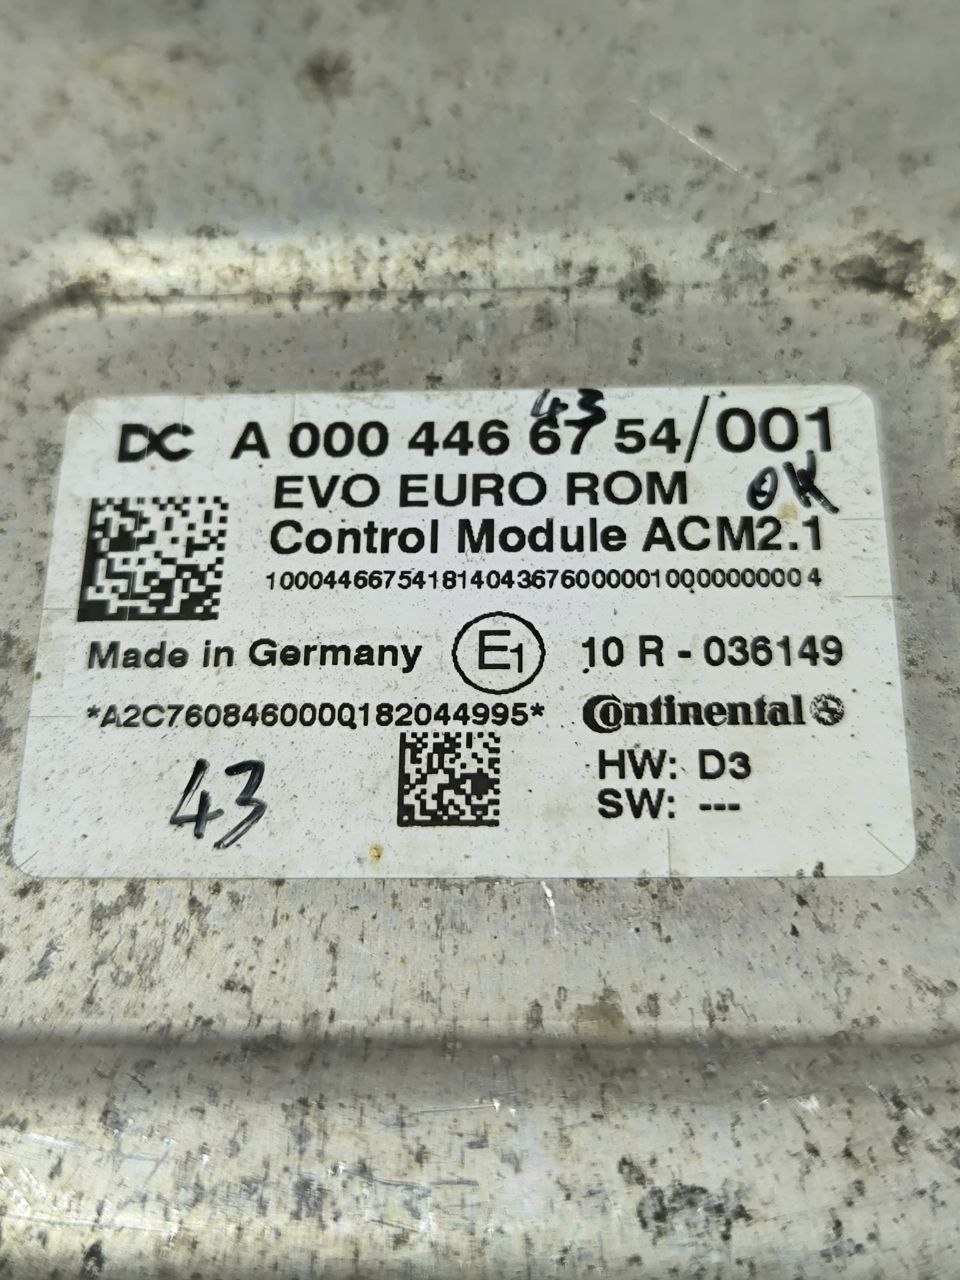 43
DC A 000 446 67 54/001
EVO EURO ROM OK
Control Module ACM2.1
10004466754181404367600000100000000004
Made in Germany E1 10 R - 036149
*A2C760846000Q182044995* Continental
43 HW: D3
SW: ---